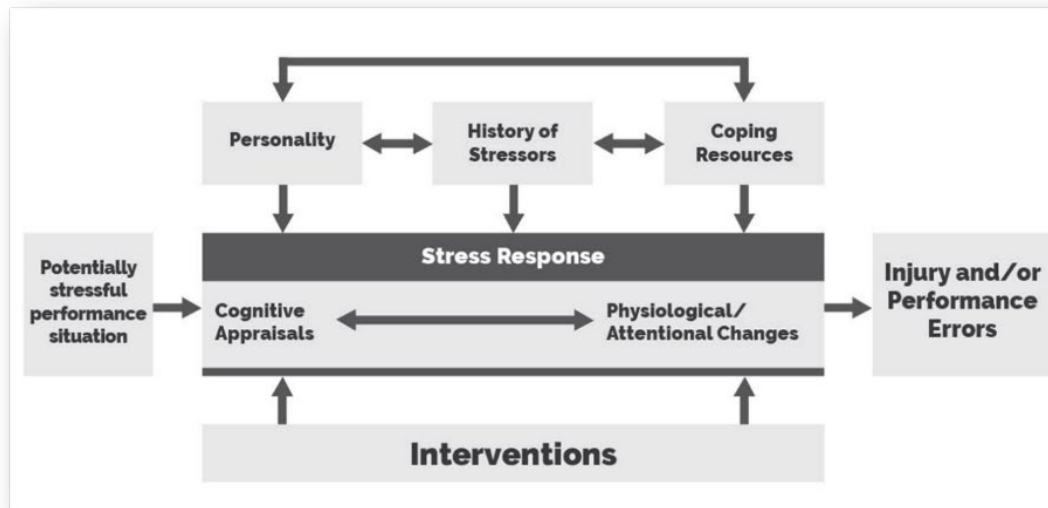 Personality
History of
Stressors
Coping
Resources
Potentially
stressful
performance
situation
Stress Response
Cognitive
Appraisals
Physiological/
Attentional Changes
Injury and/or
Performance
Errors
Interventions